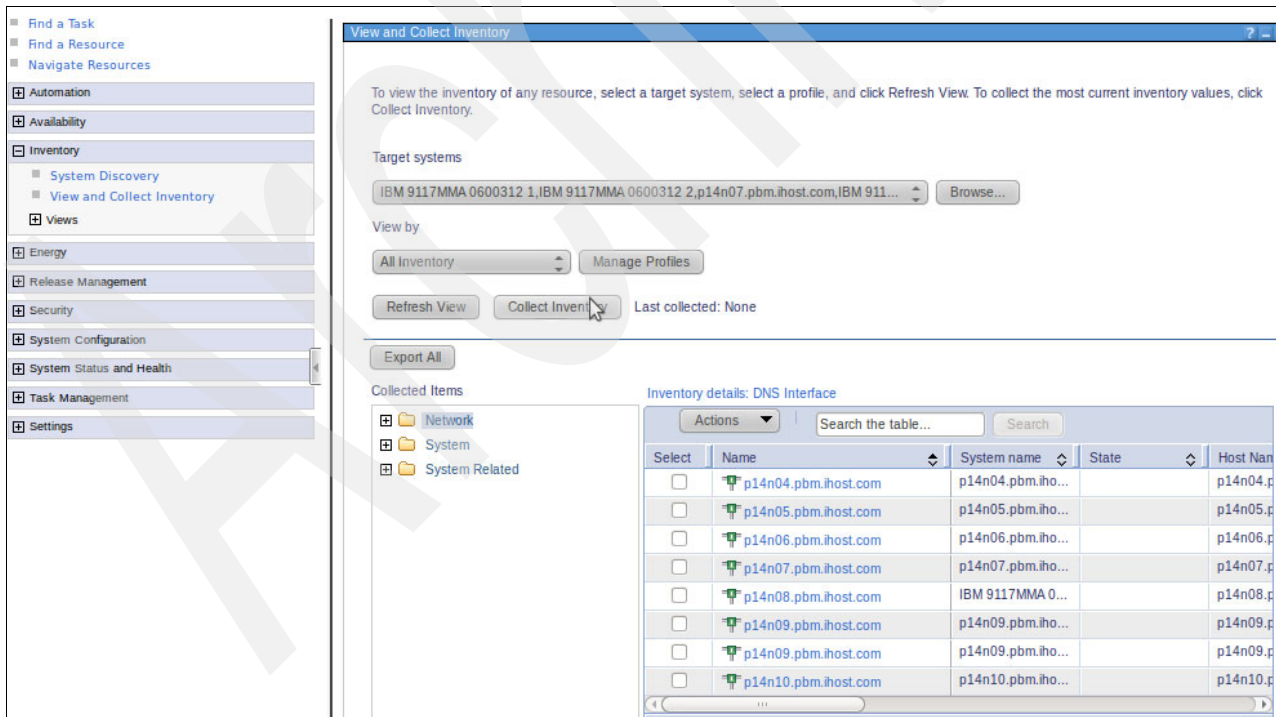 Find a Task
Find a Resource
Navigate Resources
Automation
Availability
Inventory
System Discovery
View and Collect Inventory
Views
Energy
Release Management
Security
System Configuration
System Status and Health
Task Management
Settings
View and Collect Inventory
To view the inventory of any resource, select a target system, select a profile, and click Refresh View. To collect the most current inventory values, click
Collect Inventory.
Target systems
IBM 9117MMA 0600312 1,IBM 9117MMA 0600312 2,p14n07.pbm.ihost.com,IBM 911... Browse...
View by
All Inventory Manage Profiles
Refresh View Collect Inventory Last collected: None
Export All
Collected Items
Network
System
System Related
Inventory details: DNS Interface
Actions Search the table... Search
Select Name System name State Host Nan
p14n04.pbm.ihost.com p14n04.pbm.iho... p14n04.p
p14n05.pbm.ihost.com p14n05.pbm.iho... p14n05.p
p14n06.pbm.ihost.com p14n06.pbm.iho... p14n06.p
p14n07.pbm.ihost.com p14n07.pbm.iho... p14n07.p
p14n08.pbm.ihost.com IBM 9117MMA 0... p14n08.p
p14n09.pbm.ihost.com p14n09.pbm.iho... p14n09.p
p14n09.pbm.ihost.com p14n09.pbm.iho... p14n09.p
p14n10.pbm.ihost.com p14n10.pbm.iho... p14n10.p